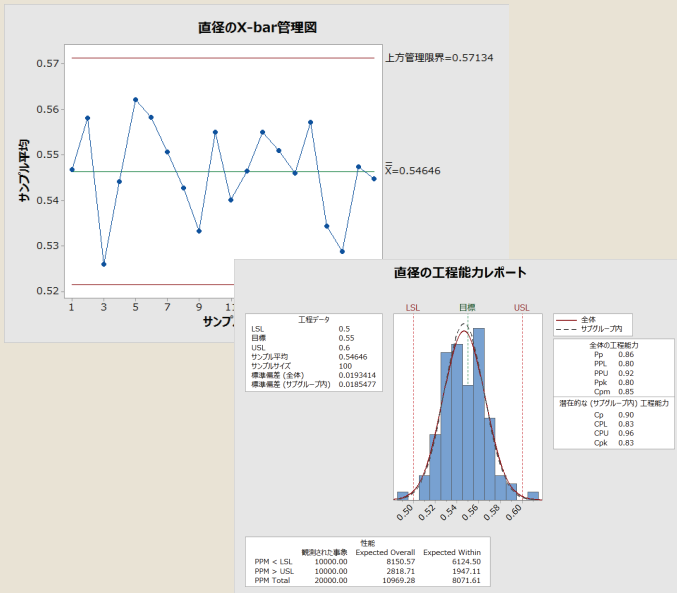 直径のX-bar管理図
0.57
0.56
0.55
0.54
0.53
0.52
サンプル平均
上方管理限界=0.57134
X=0.54646
1 3 5 7 9
直径の工程能力レポート
工程データ
LSL 0.5
目標 0.55
USL 0.6
サンプル平均 0.54646
サンプルサイズ 100
標準偏差 (全体) 0.0193414
標準偏差 (サブグループ内) 0.0185477
LSL 目標 USL
全体
サブグループ内
全体の工程能力
Pp 0.86
PPL 0.80
PPU 0.92
Ppk 0.80
Cpm 0.85
潜在的な (サブグループ内) 工程能力
Cp 0.90
CPL 0.83
CPU 0.96
Cpk 0.83
0.50 0.52 0.54 0.56 0.58 0.60
性能
観測された事象 Expected Overall Expected Within
PPM < LSL 10000.00 8150.57 6124.50
PPM > USL 10000.00 2818.71 1947.11
PPM Total 20000.00 10969.28 8071.61